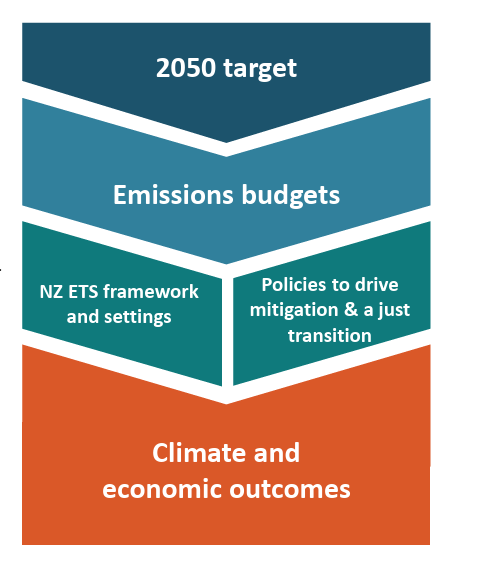 2050 target
Emissions budgets
NZ ETS framework
and settings
Policies to drive
mitigation & a just
transition
Climate and
economic outcomes